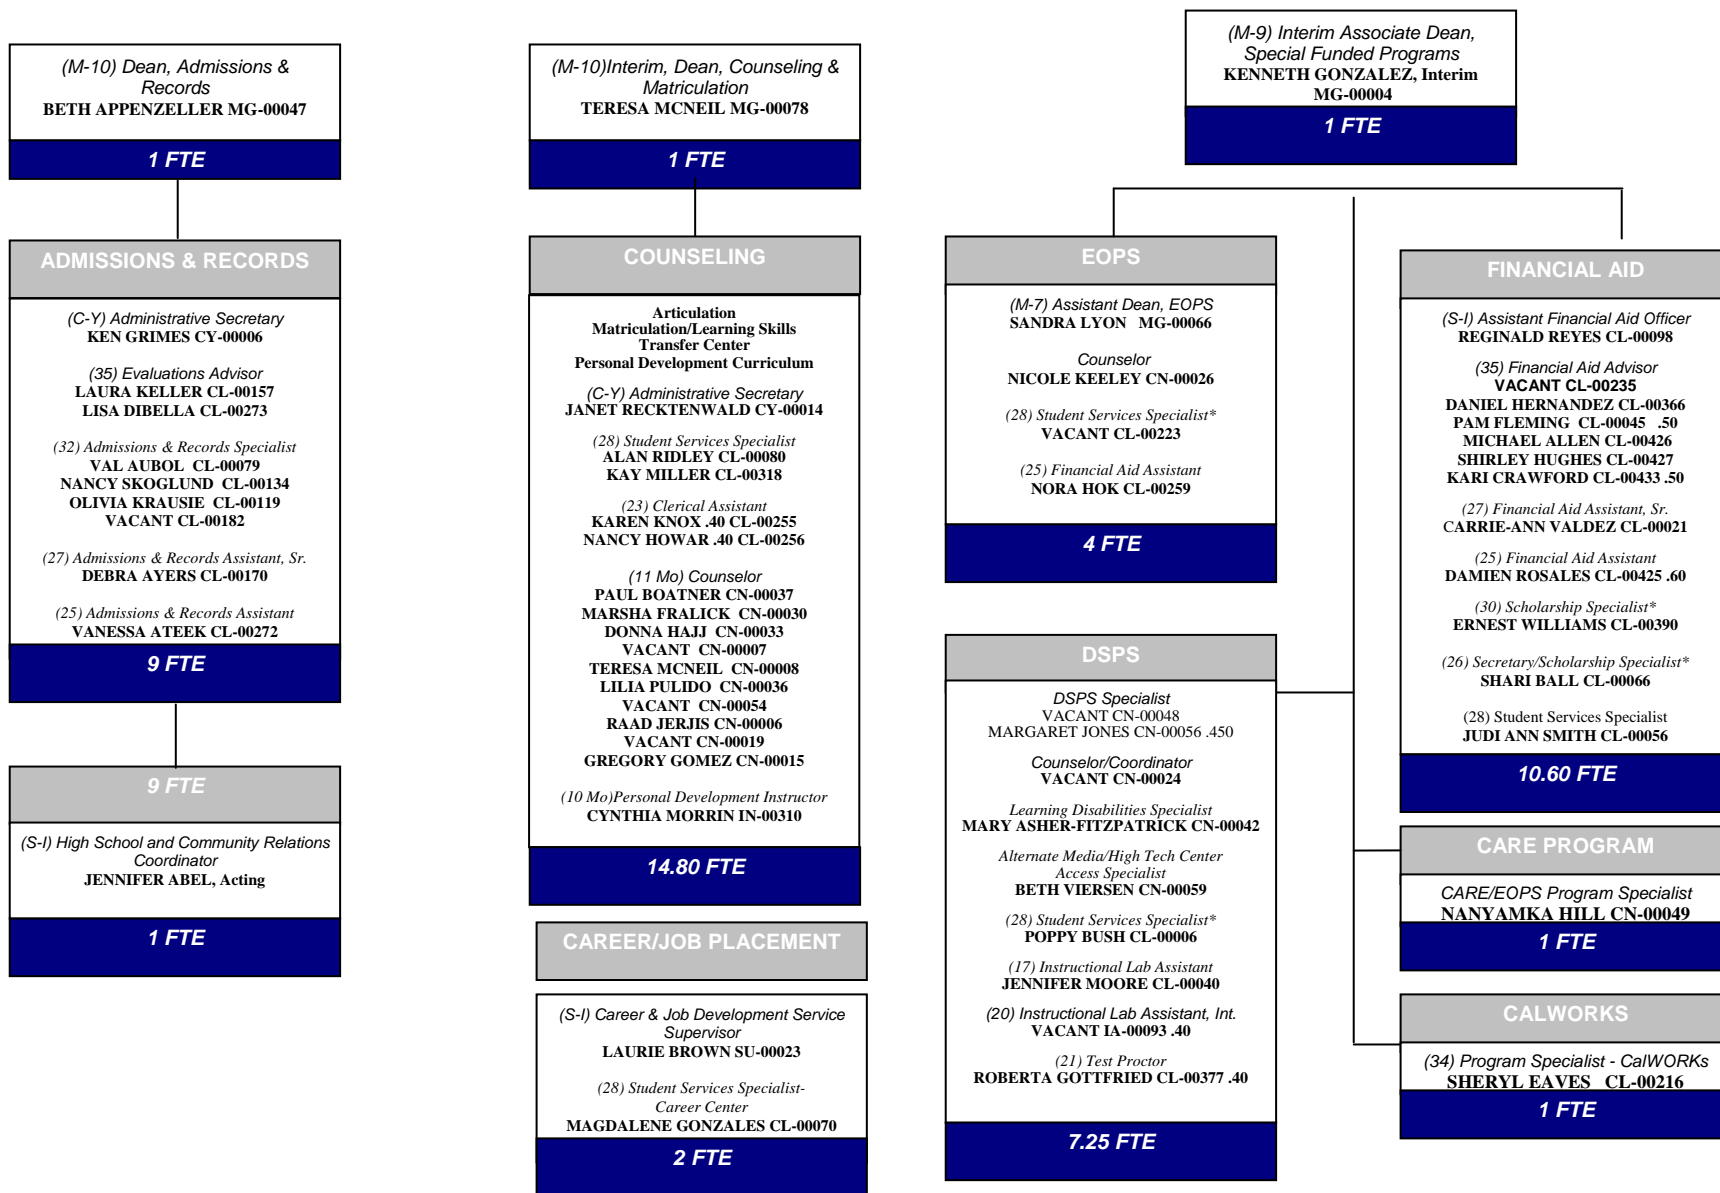 (M-10) Dean, Admissions &
Records
BETH APPENZELLER MG-00047
1 FTE
ADMISSIONS & RECORDS
(C-Y) Administrative Secretary
KEN GRIMES CY-00006
(35) Evaluations Advisor
LAURA KELLER CL-00157
LISA DIBELLA CL-00273
(32) Admissions & Records Specialist
VAL AUBOL CL-00079
NANCY SKOGLUND CL-00134
OLIVIA KRAUSIE CL-00119
VACANT CL-00182
(27) Admissions & Records Assistant, Sr.
DEBRA AYERS CL-00170
(25) Admissions & Records Assistant
VANESSA ATEEK CL-00272
9 FTE
9 FTE
(S-I) High School and Community Relations
Coordinator
JENNIFER ABEL, Acting
1 FTE
(M-10)Interim, Dean, Counseling &
Matriculation
TERESA MCNEIL MG-00078
1 FTE
COUNSELING
Articulation
Matriculation/Learning Skills
Transfer Center
Personal Development Curriculum
(C-Y) Administrative Secretary
JANET RECKTENWALD CY-00014
(28) Student Services Specialist
ALAN RIDLEY CL-00080
KAY MILLER CL-00318
(23) Clerical Assistant
KAREN KNOX .40 CL-00255
NANCY HOWAR .40 CL-00256
(11 Mo) Counselor
PAUL BOATNER CN-00037
MARSHA FRALICK CN-00030
DONNA HAJJ CN-00033
VACANT CN-00007
TERESA MCNEIL CN-00008
LILIA PULIDO CN-00036
VACANT CN-00054
RAAD JERJIS CN-00006
VACANT CN-00019
GREGORY GOMEZ CN-00015
(10 Mo)Personal Development Instructor
CYNTHIA MORRIN IN-00310
14.80 FTE
CAREER/JOB PLACEMENT
(S-I) Career & Job Development Service
Supervisor
LAURIE BROWN SU-00023
(28) Student Services Specialist-
Career Center
MAGDALENE GONZALES CL-00070
2 FTE
(M-9) Interim Associate Dean,
Special Funded Programs
KENNETH GONZALEZ, Interim
MG-00004
1 FTE
EOPS
(M-7) Assistant Dean, EOPS
SANDRA LYON MG-00066
Counselor
NICOLE KEELEY CN-00026
(28) Student Services Specialist*
VACANT CL-00223
(25) Financial Aid Assistant
NORA HOK CL-00259
4 FTE
DSPS
DSPS Specialist
VACANT CN-00048
MARGARET JONES CN-00056 .450
Counselor/Coordinator
VACANT CN-00024
Learning Disabilities Specialist
MARY ASHER-FITZPATRICK CN-00042
Alternate Media/High Tech Center
Access Specialist
BETH VIERSEN CN-00059
(28) Student Services Specialist*
POPPY BUSH CL-00006
(17) Instructional Lab Assistant
JENNIFER MOORE CL-00040
(20) Instructional Lab Assistant, Int.
VACANT IA-00093 .40
(21) Test Proctor
ROBERTA GOTTFRIED CL-00377 .40
7.25 FTE
FINANCIAL AID
(S-I) Assistant Financial Aid Officer
REGINALD REYES CL-00098
(35) Financial Aid Advisor
VACANT CL-00235
DANIEL HERNANDEZ CL-00366
PAM FLEMING CL-00045 .50
MICHAEL ALLEN CL-00426
SHIRLEY HUGHES CL-00427
KARI CRAWFORD CL-00433 .50
(27) Financial Aid Assistant, Sr.
CARRIE-ANN VALDEZ CL-00021
(25) Financial Aid Assistant
DAMIEN ROSALES CL-00425 .60
(30) Scholarship Specialist*
ERNEST WILLIAMS CL-00390
(26) Secretary/Scholarship Specialist*
SHARI BALL CL-00066
(28) Student Services Specialist
JUDI ANN SMITH CL-00056
10.60 FTE
CARE PROGRAM
CARE/EOPS Program Specialist
NANYAMKA HILL CN-00049
1 FTE
CALWORKS
(34) Program Specialist - CalWORKs
SHERYL EAVES CL-00216
1 FTE